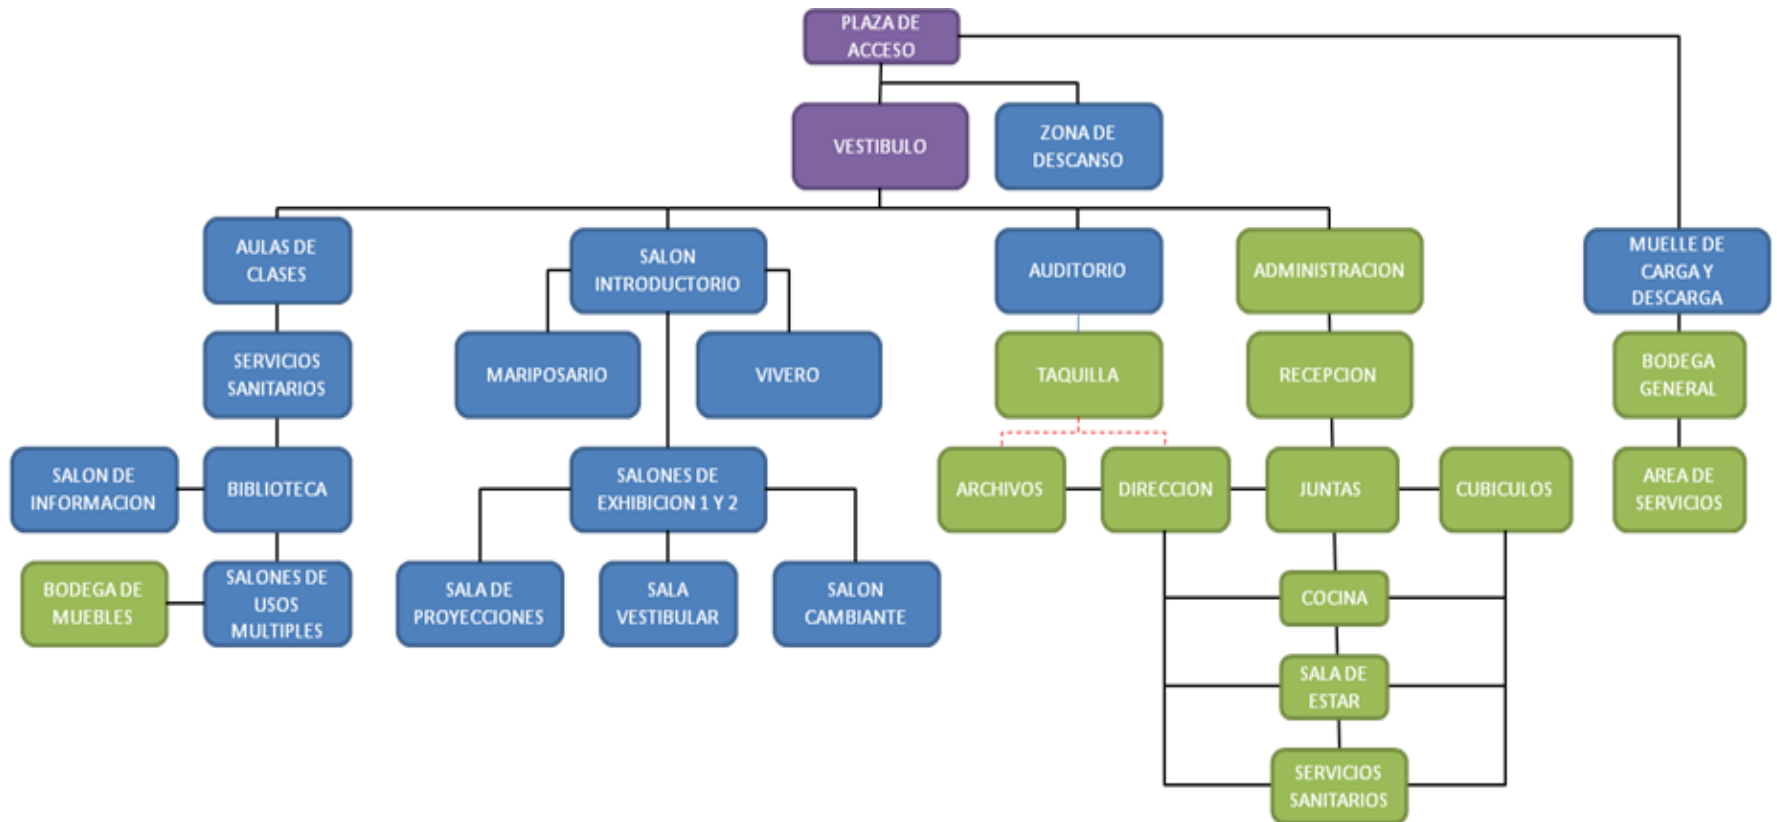 PLAZA DE
ACCESO
VESTIBULO
ZONA DE
DESCANSO
AULAS DE
CLASES
SALON
INTRODUCTORIO
AUDITORIO
ADMINISTRACION
MUELLE DE
CARGA Y
DESCARGA
SERVICIOS
SANITARIOS
MARIPOSARIO
VIVERO
TAQUILLA
RECEPCION
BODEGA
GENERAL
SALON DE
INFORMACION
BIBLIOTECA
SALONES DE
EXHIBICION 1 Y 2
ARCHIVOS
DIRECCION
JUNTAS
CUBICULOS
AREA DE
SERVICIOS
BODEGA DE
MUEBLES
SALONES DE
USOS
MULTIPLES
SALA DE
PROYECCIONES
SALA
VESTIBULAR
SALON
CAMBIANTE
COCINA
SALA DE
ESTAR
SERVICIOS
SANITARIOS